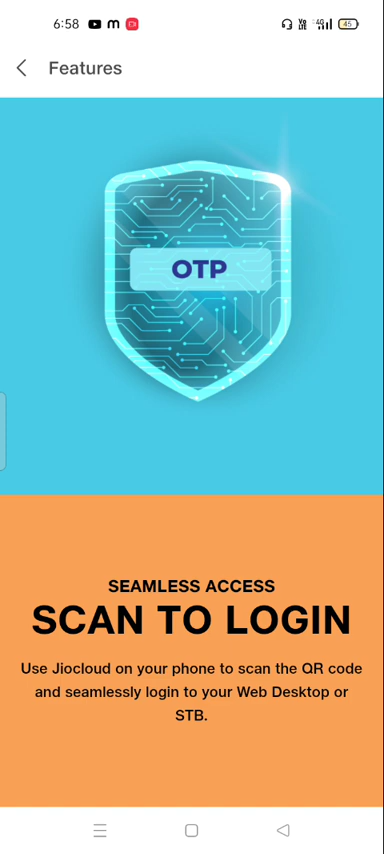 6:58
45
Features
OTP
SEAMLESS ACCESS
SCAN TO LOGIN
Use Jiocloud on your phone to scan the QR code
and seamlessly login to your Web Desktop or
STB.